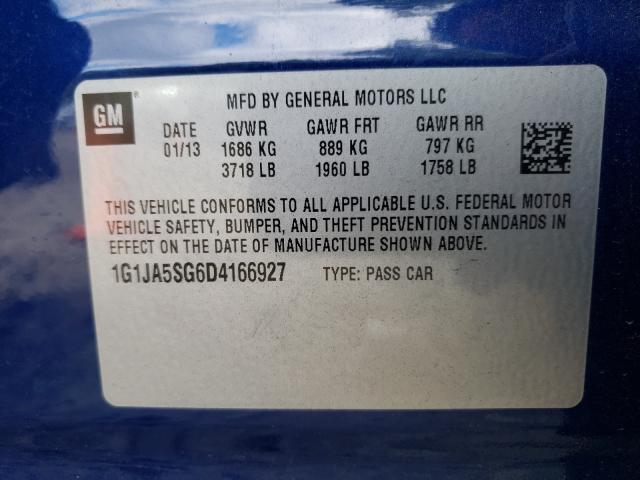 GM ®
MFD BY GENERAL MOTORS LLC
DATE GVWR GAWR FRT GAWR RR
01/13 1686 KG 889 KG 797 KG
3718 LB 1960 LB 1758 LB
THIS VEHICLE CONFORMS TO ALL APPLICABLE U.S. FEDERAL MOTOR
VEHICLE SAFETY, BUMPER, AND THEFT PREVENTION STANDARDS IN
EFFECT ON THE DATE OF MANUFACTURE SHOWN ABOVE.
1G1JA5SG6D4166927 TYPE: PASS CAR